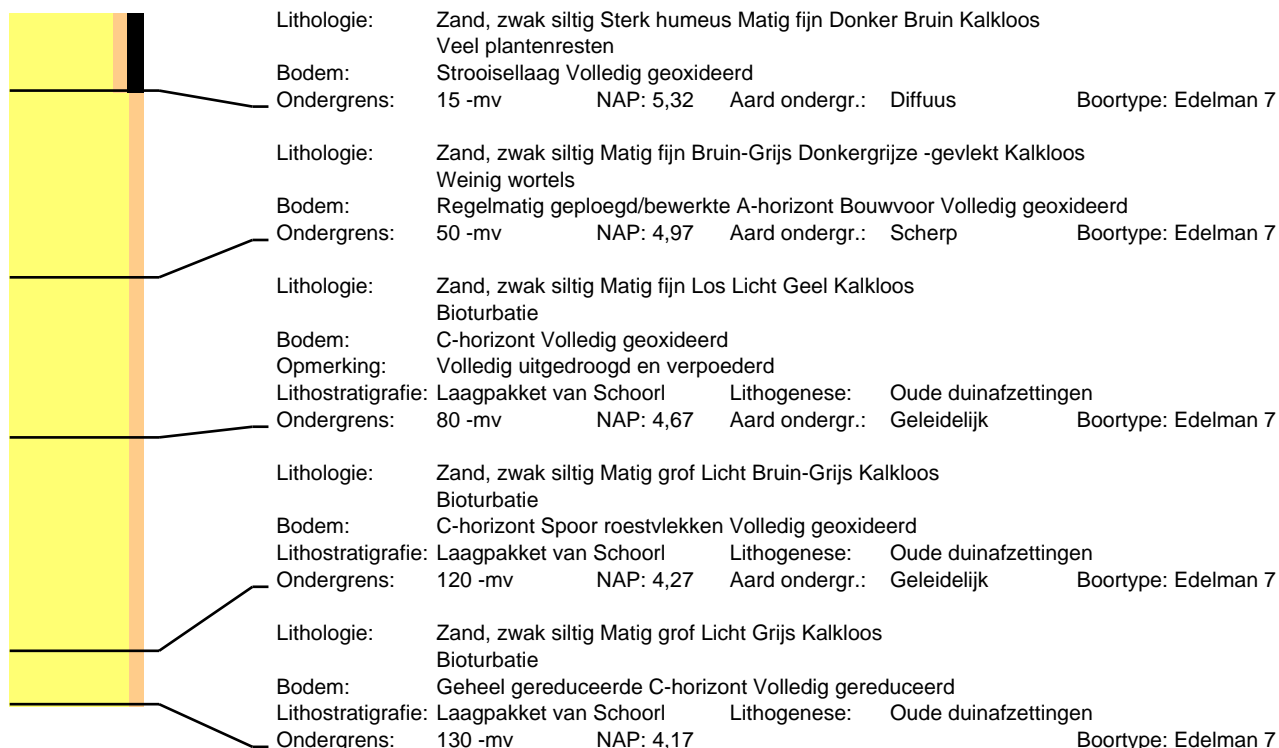 Lithologie: Zand, zwak siltig Sterk humeus Matig fijn Donker Bruin Kalkloos
Veel plantenresten
Bodem: Strooisellaag Volledig geoxideerd
Ondergrens: 15 -mv NAP: 5,32 Aard ondergr.: Diffuus Boortype: Edelman 7
Lithologie: Zand, zwak siltig Matig fijn Bruin-Grijs Donkergrijze -gevlekt Kalkloos
Weinig wortels
Bodem: Regelmatig geploegd/bewerkte A-horizont Bouwvoor Volledig geoxideerd
Ondergrens: 50 -mv NAP: 4,97 Aard ondergr.: Scherp Boortype: Edelman 7
Lithologie: Zand, zwak siltig Matig fijn Los Licht Geel Kalkloos
Bioturbatie
Bodem: C-horizont Volledig geoxideerd
Opmerking: Volledig uitgedroogd en verpoederd
Lithostratigrafie: Laagpakket van Schoorl Lithogenese: Oude duinafzettingen
Ondergrens: 80 -mv NAP: 4,67 Aard ondergr.: Geleidelijk Boortype: Edelman 7
Lithologie: Zand, zwak siltig Matig grof Licht Bruin-Grijs Kalkloos
Bioturbatie
Bodem: C-horizont Spoor roestvlekken Volledig geoxideerd
Lithostratigrafie: Laagpakket van Schoorl Lithogenese: Oude duinafzettingen
Ondergrens: 120 -mv NAP: 4,27 Aard ondergr.: Geleidelijk Boortype: Edelman 7
Lithologie: Zand, zwak siltig Matig grof Licht Grijs Kalkloos
Bioturbatie
Bodem: Geheel gereduceerde C-horizont Volledig gereduceerd
Lithostratigrafie: Laagpakket van Schoorl Lithogenese: Oude duinafzettingen
Ondergrens: 130 -mv NAP: 4,17 Boortype: Edelman 7